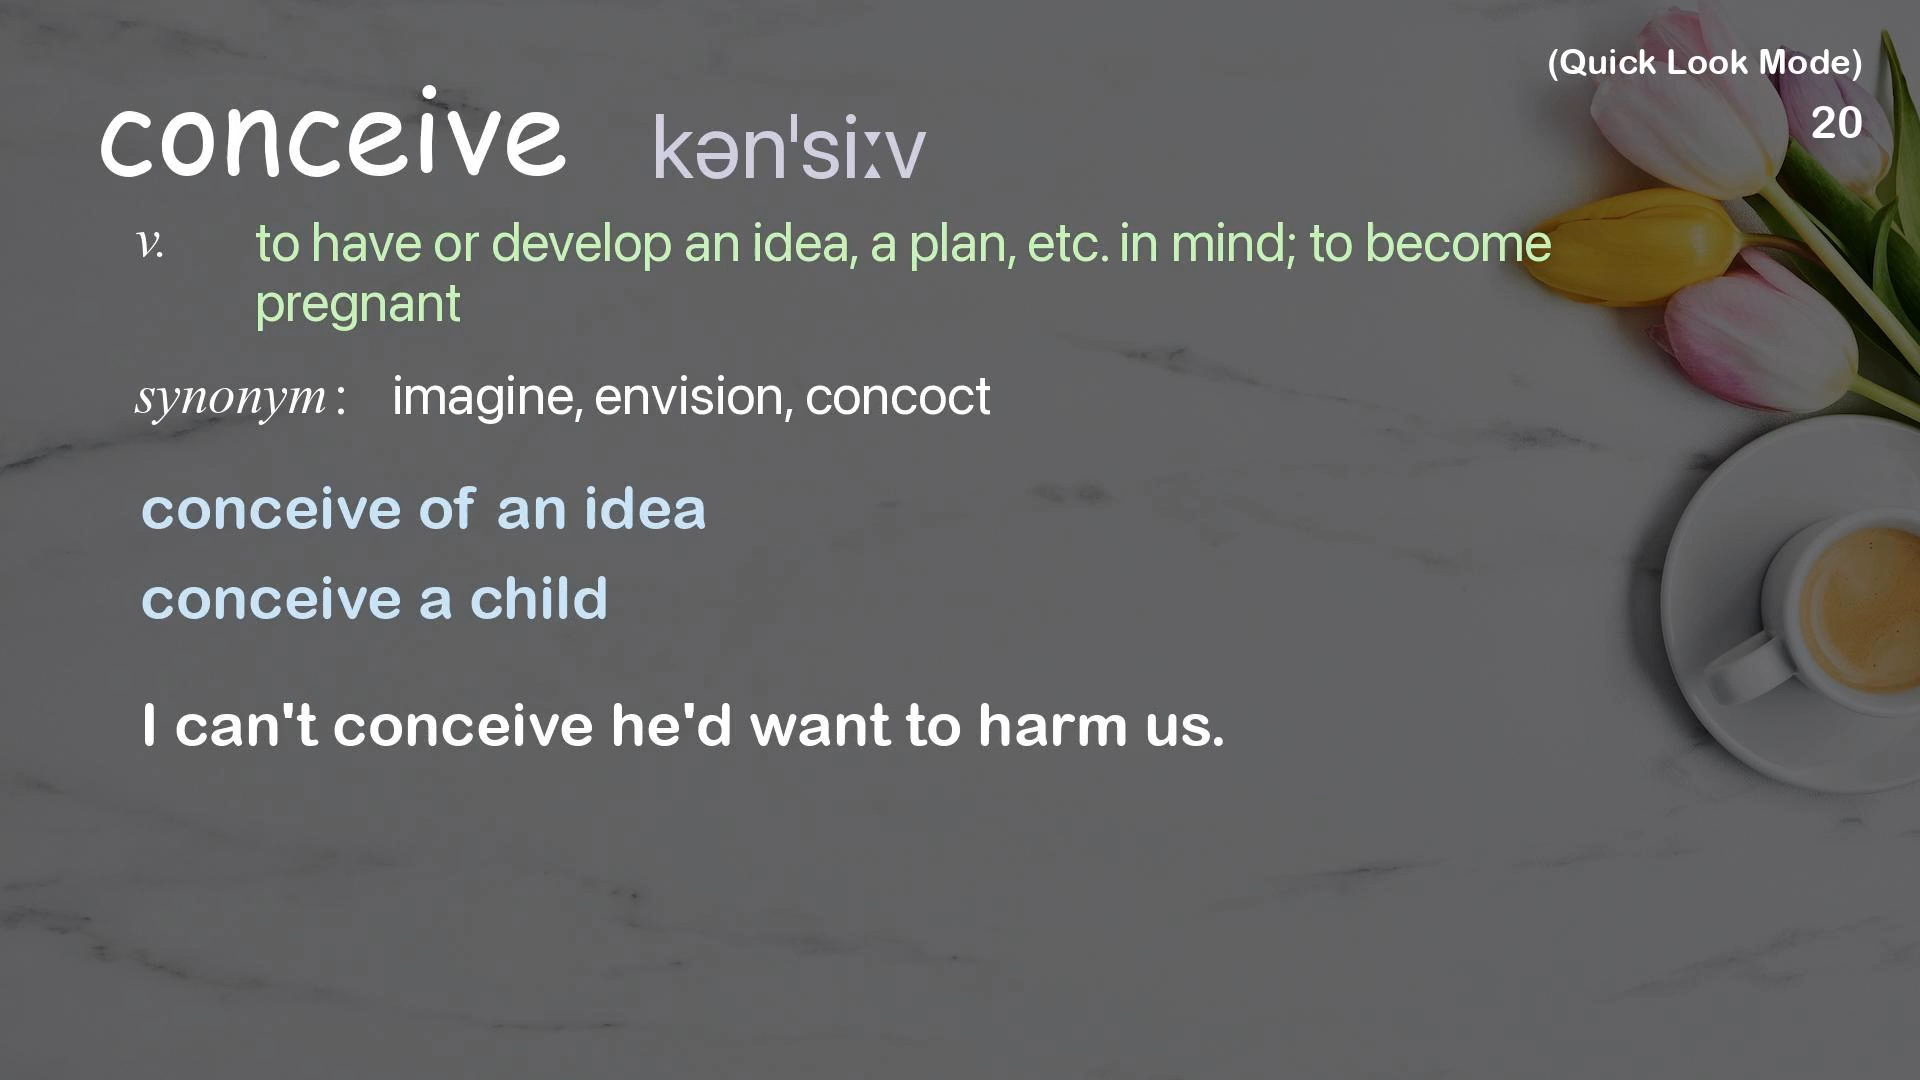 (Quick Look Mode)
20
conceive kən'si:v
v. to have or develop an idea, a plan, etc. in mind; to become
pregnant
synonym : imagine, envision, concoct
conceive of an idea
conceive a child
I can't conceive he'd want to harm us.